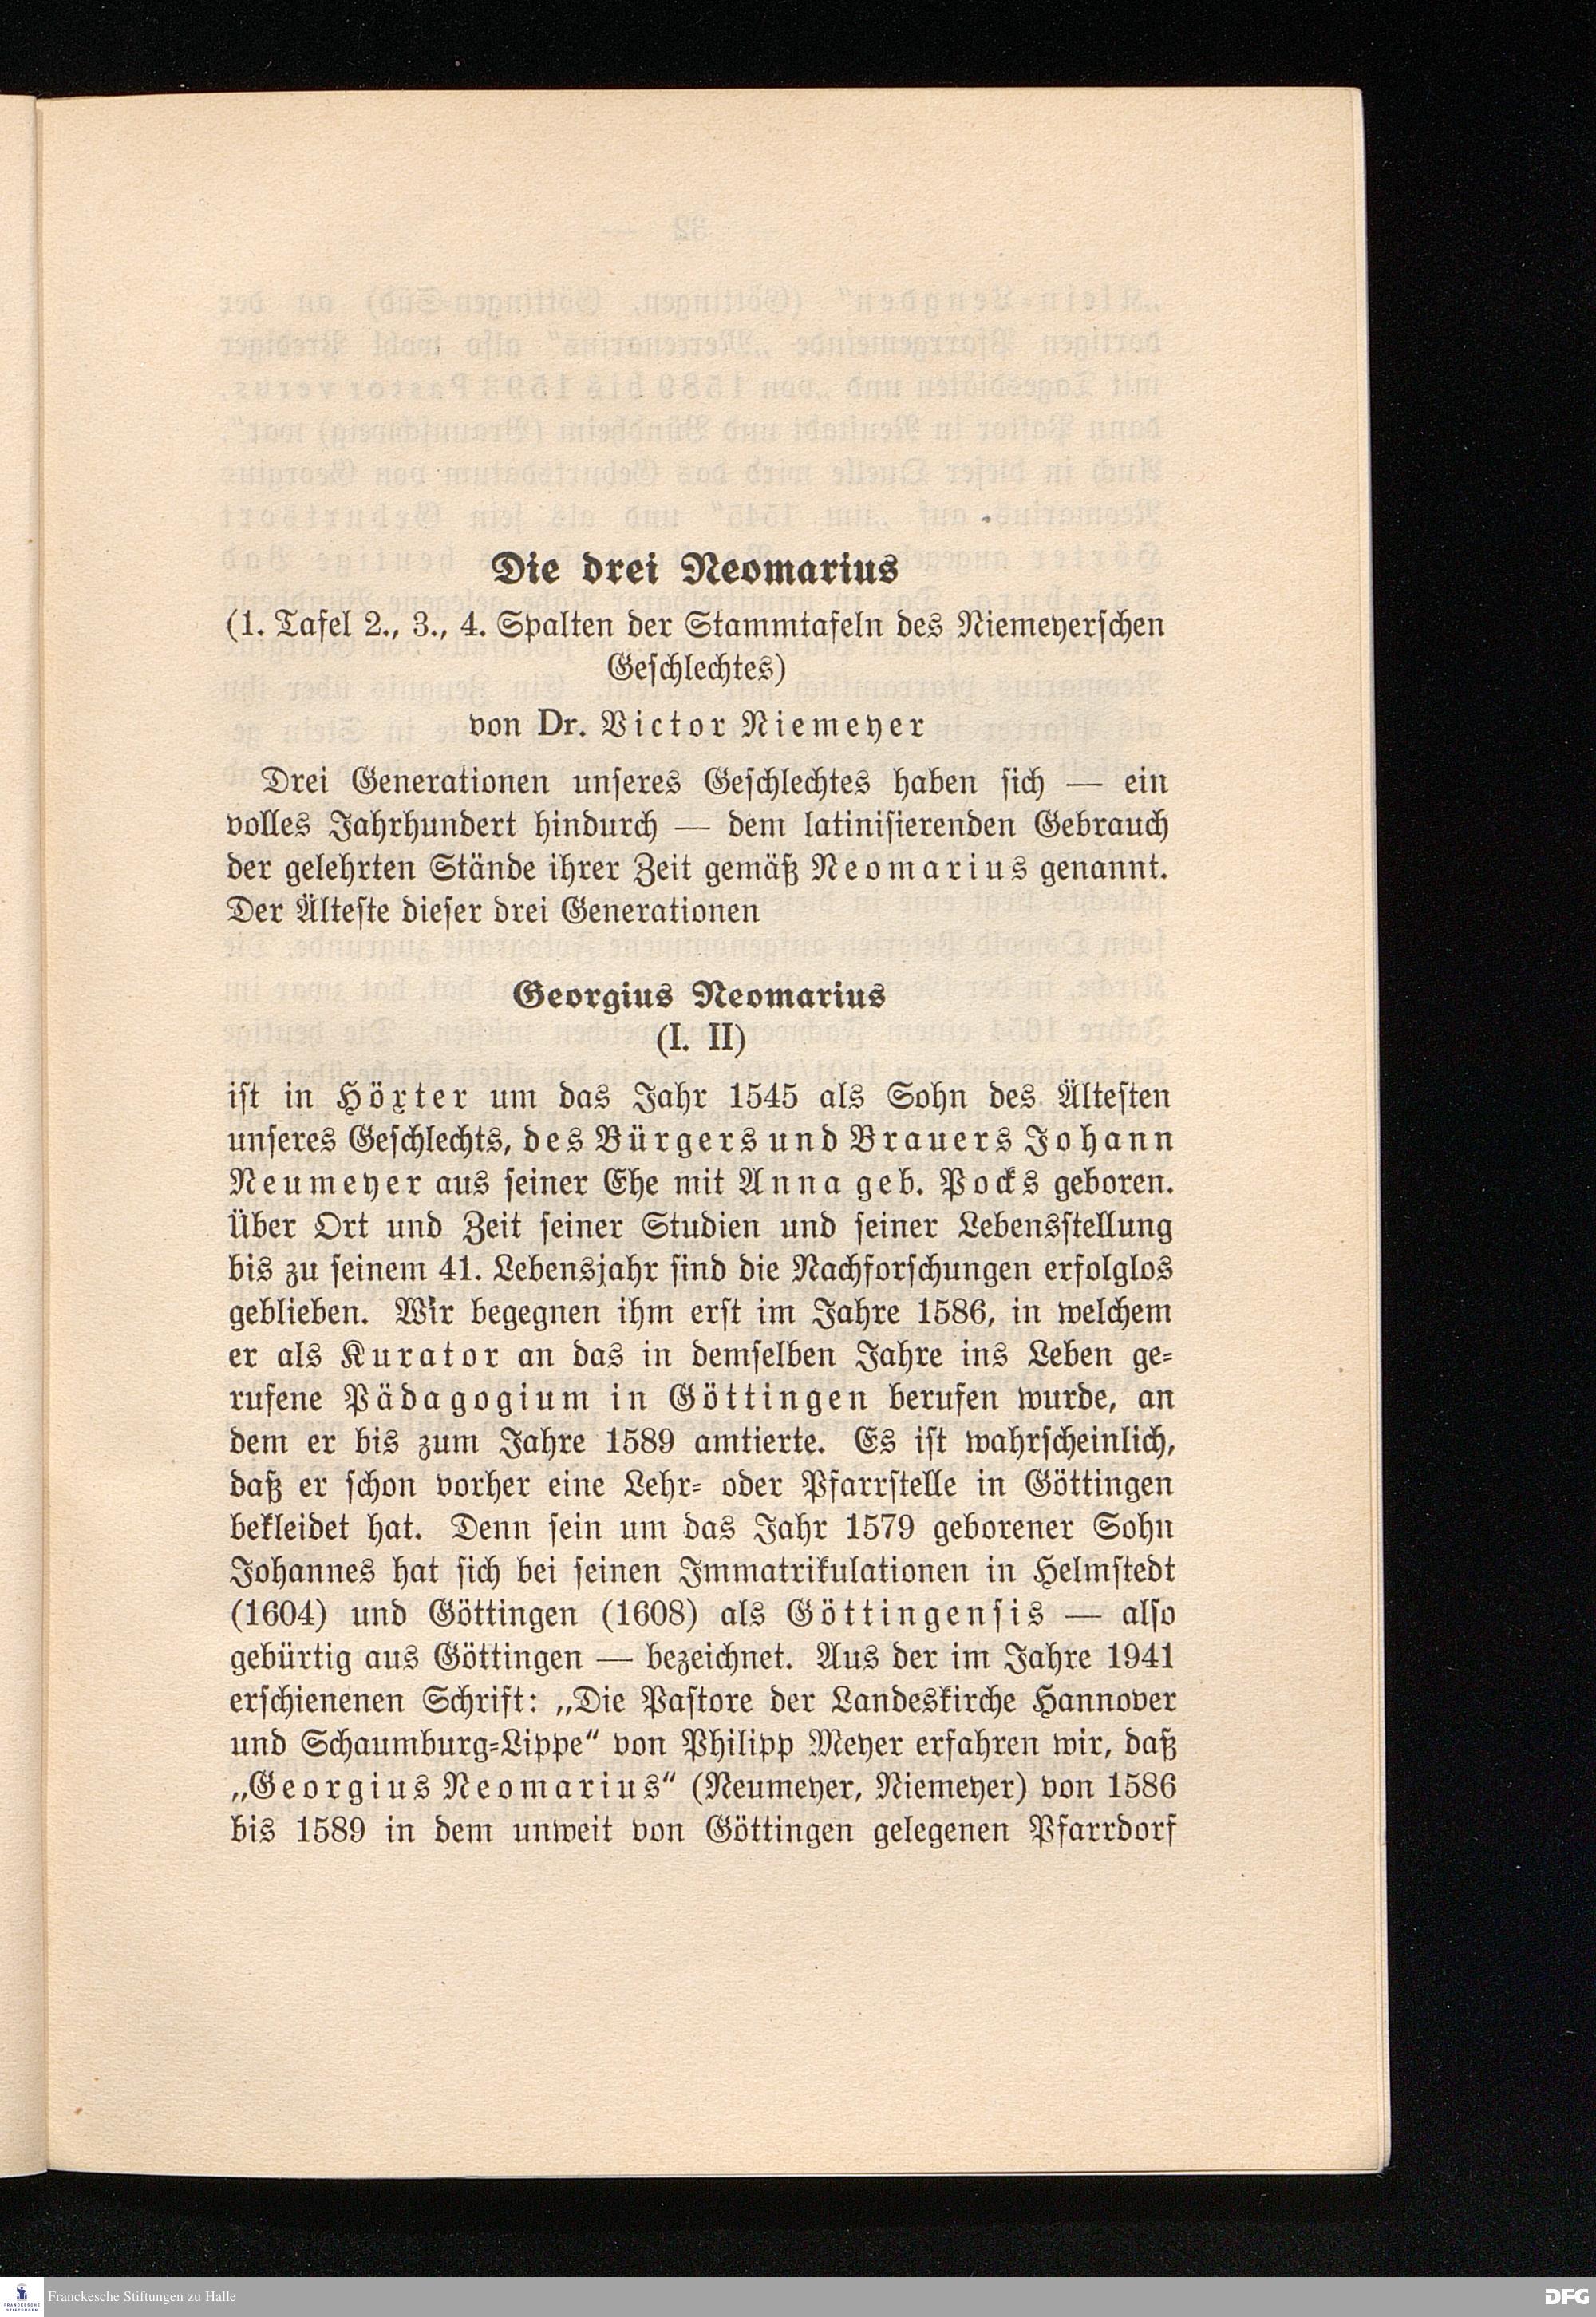 Die drei Neomarius
(1. Tafel 2., 3., 4. Spalten der Stammtafeln des Niemeyerschen
Geschlechtes)
von Dr. Victor Niemeyer
Drei Generationen unseres Geschlechtes haben sich — ein
volles Jahrhundert hindurch — dem latinisierenden Gebrauch
der gelehrten Stände ihrer Zeit gemäß Neomarius genannt.
Der Älteste dieser drei Generationen
Georgius Neomarius
(I. II)
ist in Höxter um das Jahr 1545 als Sohn des Ältesten
unseres Geschlechts, des Bürgers und Brauers Johann
Neumeyer aus seiner Ehe mit Anna geb. Pocks geboren.
Über Ort und Zeit seiner Studien und seiner Lebensstellung
bis zu seinem 41. Lebensjahr sind die Nachforschungen erfolglos
geblieben. Wir begegnen ihm erst im Jahre 1586, in welchem
er als Kurator an das in demselben Jahre ins Leben ge-
rufene Pädagogium in Göttingen berufen wurde, an
dem er bis zum Jahre 1589 amtierte. Es ist wahrscheinlich,
daß er schon vorher eine Lehr- oder Pfarrstelle in Göttingen
bekleidet hat. Denn sein um das Jahr 1579 geborener Sohn
Johannes hat sich bei seinen Immatrikulationen in Helmstedt
(1604) und Göttingen (1608) als Göttingensis — also
gebürtig aus Göttingen — bezeichnet. Aus der im Jahre 1941
erschienenen Schrift: „Die Pastore der Landeskirche Hannover
und Schaumburg-Lippe“ von Philipp Meyer erfahren wir, daß
„Georgius Neomarius“ (Neumeyer, Niemeyer) von 1586
bis 1589 in dem unweit von Göttingen gelegenen Pfarrdorf
Franckesche Stiftungen zu Halle
DFG